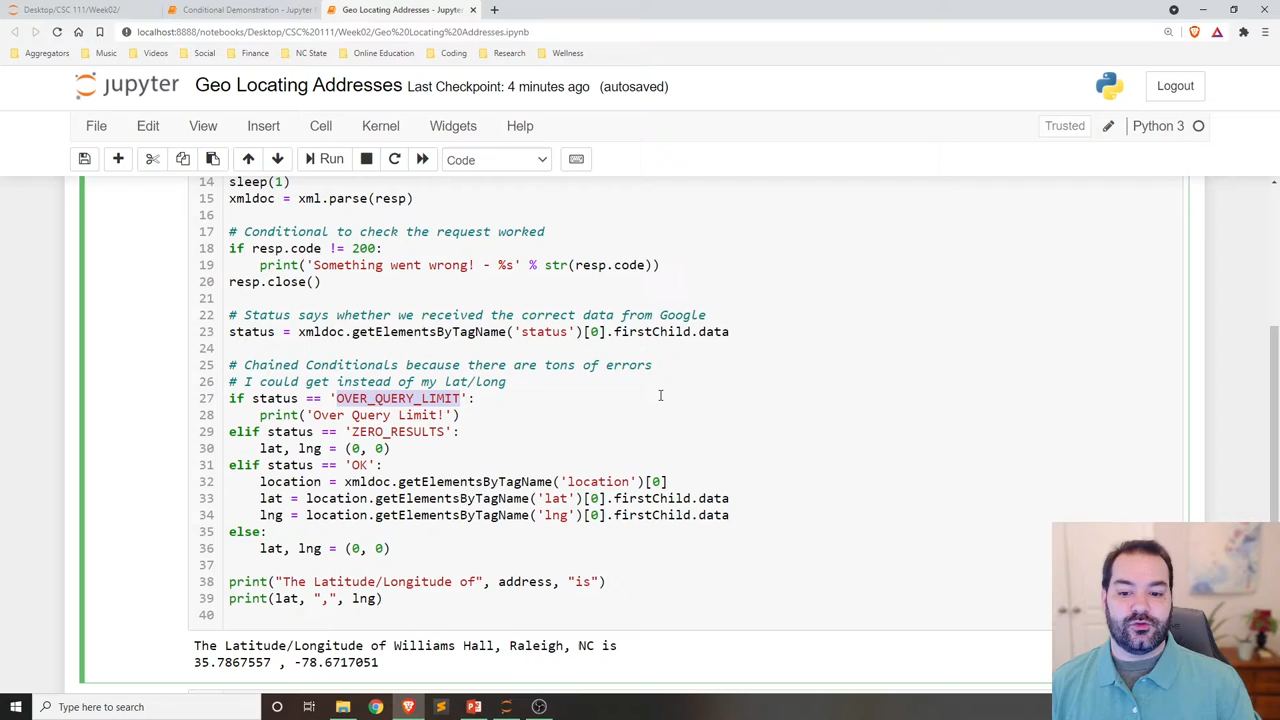 Desktop/CSC 111/Week02/
Conditional Demonstration - Jupyter
Geo Locating Addresses - Jupyter
localhost:8888/notebooks/Desktop/CSC%20111/Week02/Geo%20Locating%20Addresses.ipynb
Aggregators Music Videos Social Finance NC State Online Education Coding Research Wellness
jupyter Geo Locating Addresses Last Checkpoint: 4 minutes ago (autosaved)
Logout
File Edit View Insert Cell Kernel Widgets Help
Trusted Python 3
Run Code
14 sleep(1)
15 xmldoc = xml.parse(resp)
16
17 # Conditional to check the request worked
18 if resp.code != 200:
19     print('Something went wrong! - %s' % str(resp.code))
20 resp.close()
21
22 # Status says whether we received the correct data from Google
23 status = xmldoc.getElementsByTagName('status')[0].firstChild.data
24
25 # Chained Conditionals because there are tons of errors
26 # I could get instead of my lat/long
27 if status == 'OVER_QUERY_LIMIT':
28     print('Over Query Limit!')
29 elif status == 'ZERO_RESULTS':
30     lat, lng = (0, 0)
31 elif status == 'OK':
32     location = xmldoc.getElementsByTagName('location')[0]
33     lat = location.getElementsByTagName('lat')[0].firstChild.data
34     lng = location.getElementsByTagName('lng')[0].firstChild.data
35 else:
36     lat, lng = (0, 0)
37
38 print("The Latitude/Longitude of", address, "is")
39 print(lat, ",", lng)
40
The Latitude/Longitude of Williams Hall, Raleigh, NC is
35.7867557 , -78.6717051
Type here to search